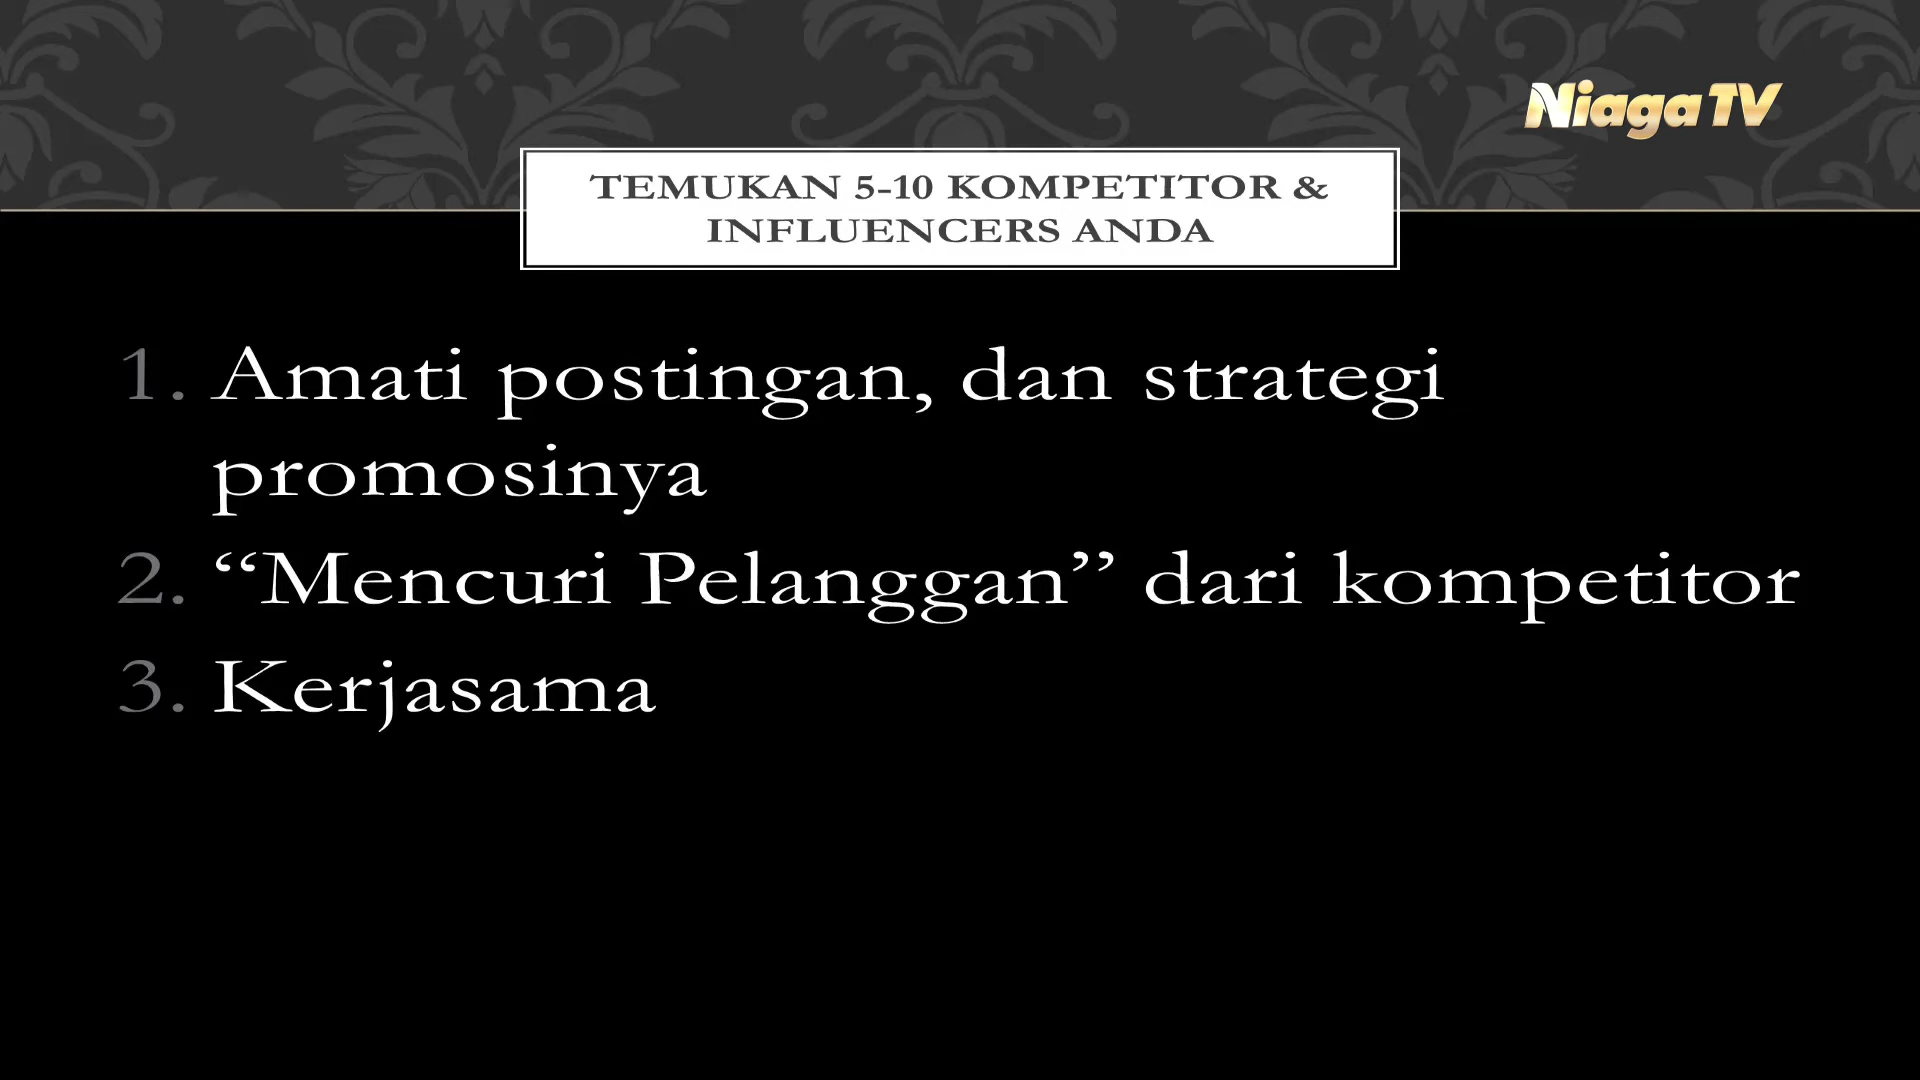 Niaga TV
TEMUKAN 5-10 KOMPETITOR &
INFLUENCERS ANDA
1. Amati postingan, dan strategi
promosinya
2. “Mencuri Pelanggan” dari kompetitor
3. Kerjasama